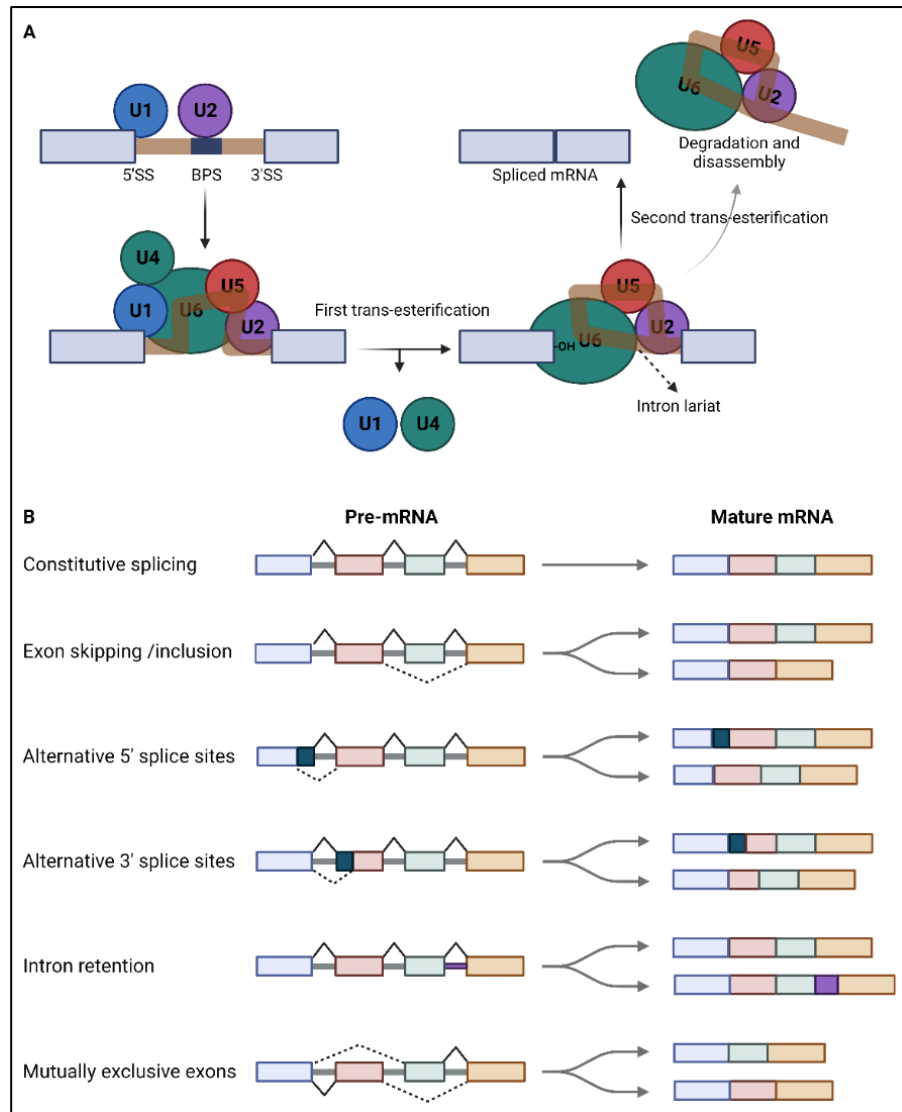 A
U1
U2
5'SS
BPS
3'SS
U4
U1
U6
U5
U2
First trans-esterification
U1
U4
Spliced mRNA
U5
U6
U2
Degradation and
disassembly
Second trans-esterification
U5
-OH
U6
U2
Intron lariat
B
Pre-mRNA
Mature mRNA
Constitutive splicing
Exon skipping /inclusion
Alternative 5' splice sites
Alternative 3' splice sites
Intron retention
Mutually exclusive exons